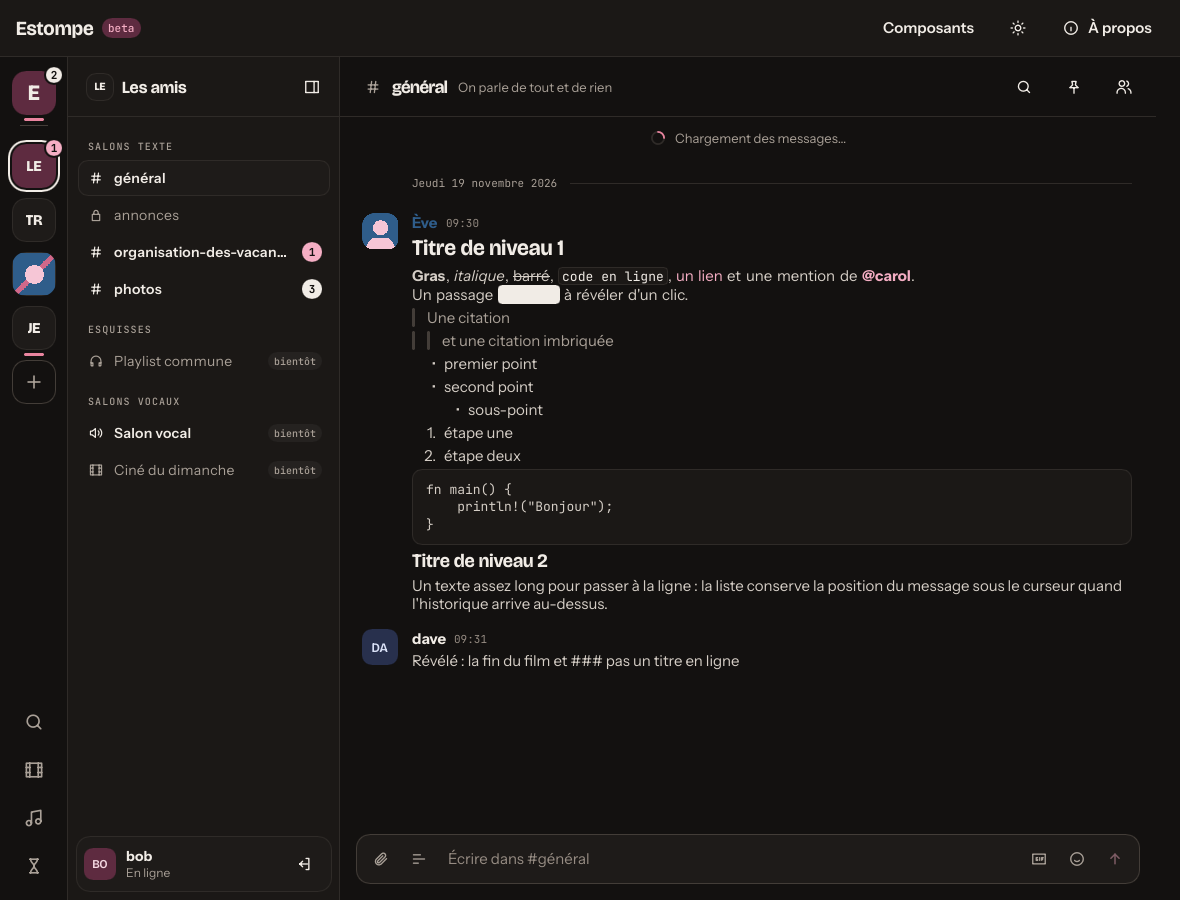 Estompe beta
Composants
À propos
E 2
LE 1
TR
JE
LE Les amis
SALONS TEXTE
# général
annonces
# organisation-des-vacan... 1
# photos 3
ESQUISSES
Playlist commune bientôt
SALONS VOCAUX
Salon vocal bientôt
Ciné du dimanche bientôt
BO bob
En ligne
# général On parle de tout et de rien
Chargement des messages…
Jeudi 19 novembre 2026
Ève 09:30
Titre de niveau 1
Gras, italique, barré, code en ligne, un lien et une mention de @carol.
Un passage à révéler d'un clic.
Une citation
et une citation imbriquée
· premier point
· second point
· sous-point
1. étape une
2. étape deux
fn main() {
    println!("Bonjour");
}
Titre de niveau 2
Un texte assez long pour passer à la ligne : la liste conserve la position du message sous le curseur quand
l'historique arrive au-dessus.
DA dave 09:31
Révélé : la fin du film et ### pas un titre en ligne
Écrire dans #général
GIF